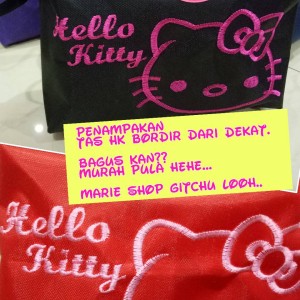 Hello
Kitty
PENAMPAKAN
TAS HK BORDIR DARI DEKAT.
BAGUS KAN??
MURAH PULA HEHE...
MARIE SHOP GITCHU LOOH..
Hello
Kitty